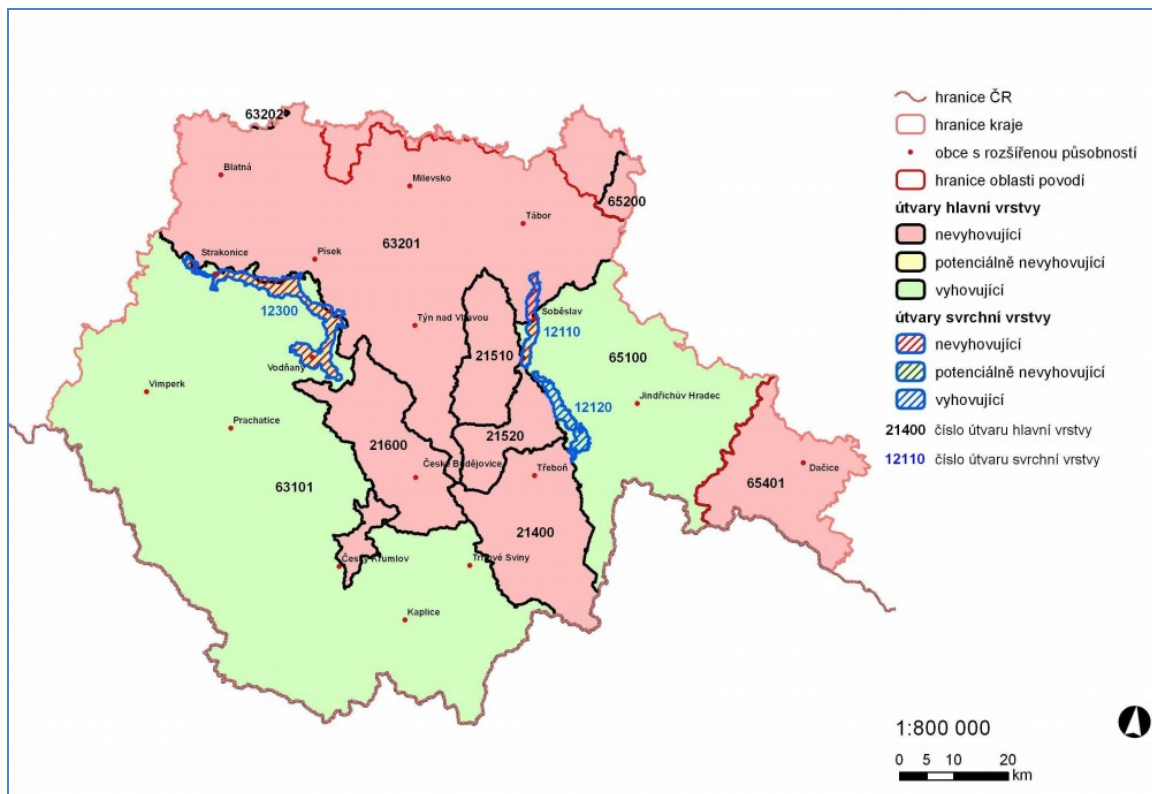 63202
Blatná
Milevsko
65200
Tábor
Strakonice
Písek
63201
12300
Týn nad Vltavou
Soběslav
12110
21510
65100
Vodňany
Vimperk
12120
Jindřichův Hradec
Prachatice
21600
21520
České Budějovice
Třeboň
Dačice
63101
65401
21400
Český Krumlov
Trhové Sviny
Kaplice
hranice ČR
hranice kraje
obce s rozšířenou působností
hranice oblasti povodí
útvary hlavní vrstvy
nevyhovující
potenciálně nevyhovující
vyhovující
útvary svrchní vrstvy
nevyhovující
potenciálně nevyhovující
vyhovující
21400 číslo útvaru hlavní vrstvy
12110 číslo útvaru svrchní vrstvy
1:800 000
0 5 10 20
km